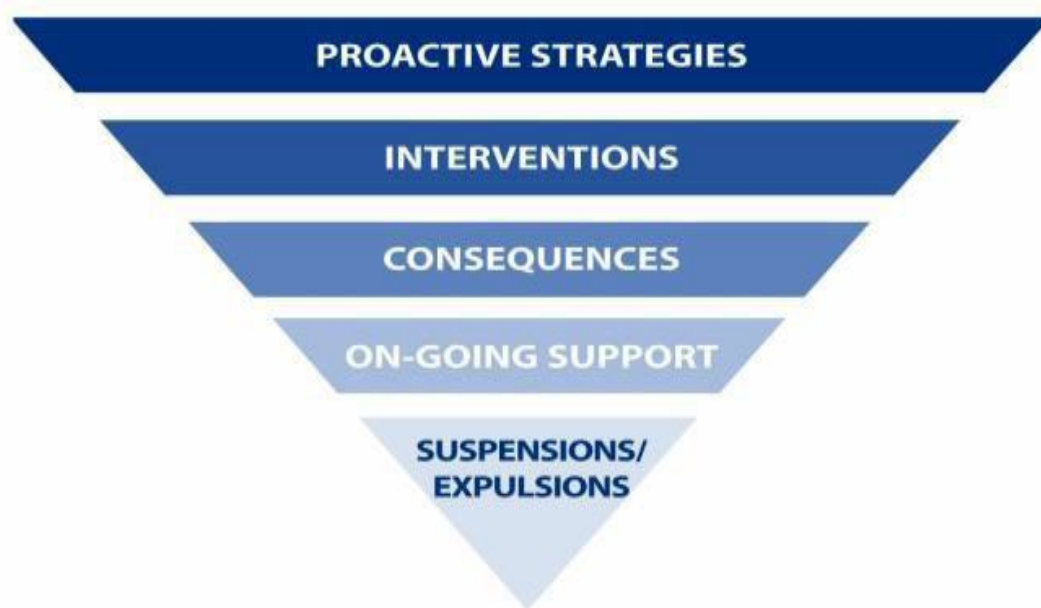 PROACTIVE STRATEGIES
INTERVENTIONS
CONSEQUENCES
ON-GOING SUPPORT
SUSPENSIONS/
EXPULSIONS